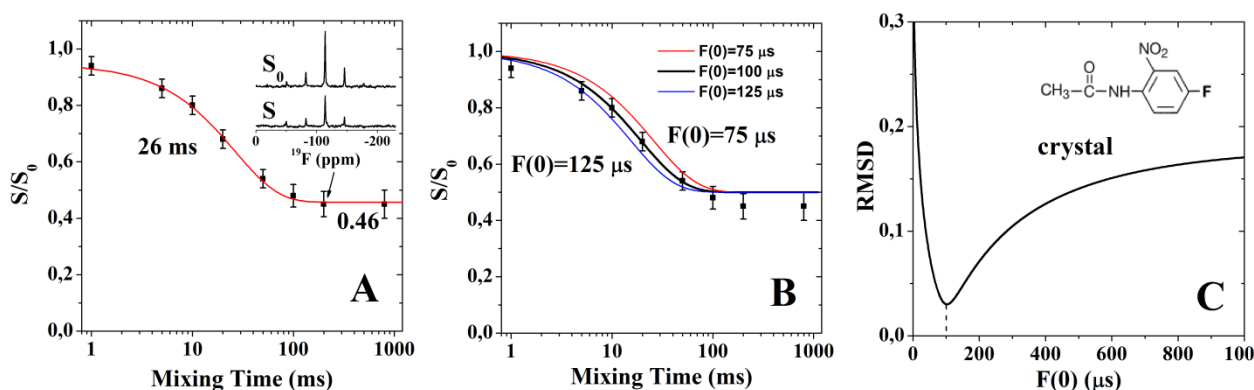 S/S0
1,0
0,8
0,6
0,4
0,2
0,0
1
10
100
1000
Mixing Time (ms)
26 ms
0.46
S0
S
0
-100
-200
19F (ppm)
A
S/S0
1,0
0,8
0,6
0,4
0,2
0,0
1
10
100
1000
Mixing Time (ms)
F(0)=75 μs
F(0)=100 μs
F(0)=125 μs
F(0)=75 μs
F(0)=125 μs
B
RMSD
0,3
0,2
0,1
0,0
0
200
400
600
800
1000
F(0) (μs)
NO2
O
CH3
C
NH
F
crystal
C